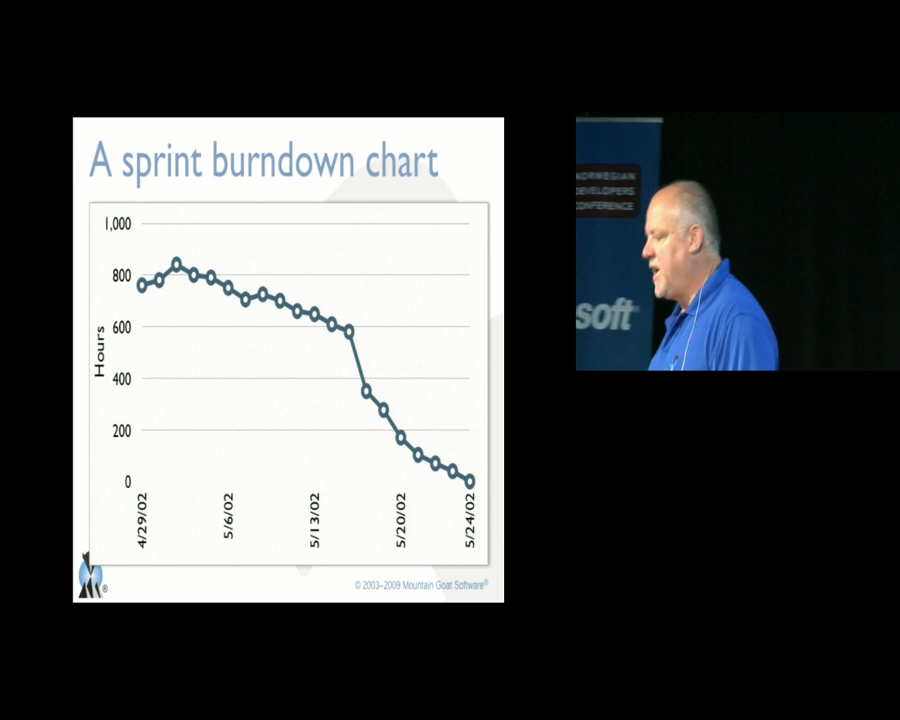 A sprint burndown chart
1,000
800
600
400
200
0
Hours
4/29/02
5/6/02
5/13/02
5/20/02
5/24/02
© 2003–2009 Mountain Goat Software®
®
NORWEGIAN
DEVELOPERS
CONFERENCE
soft